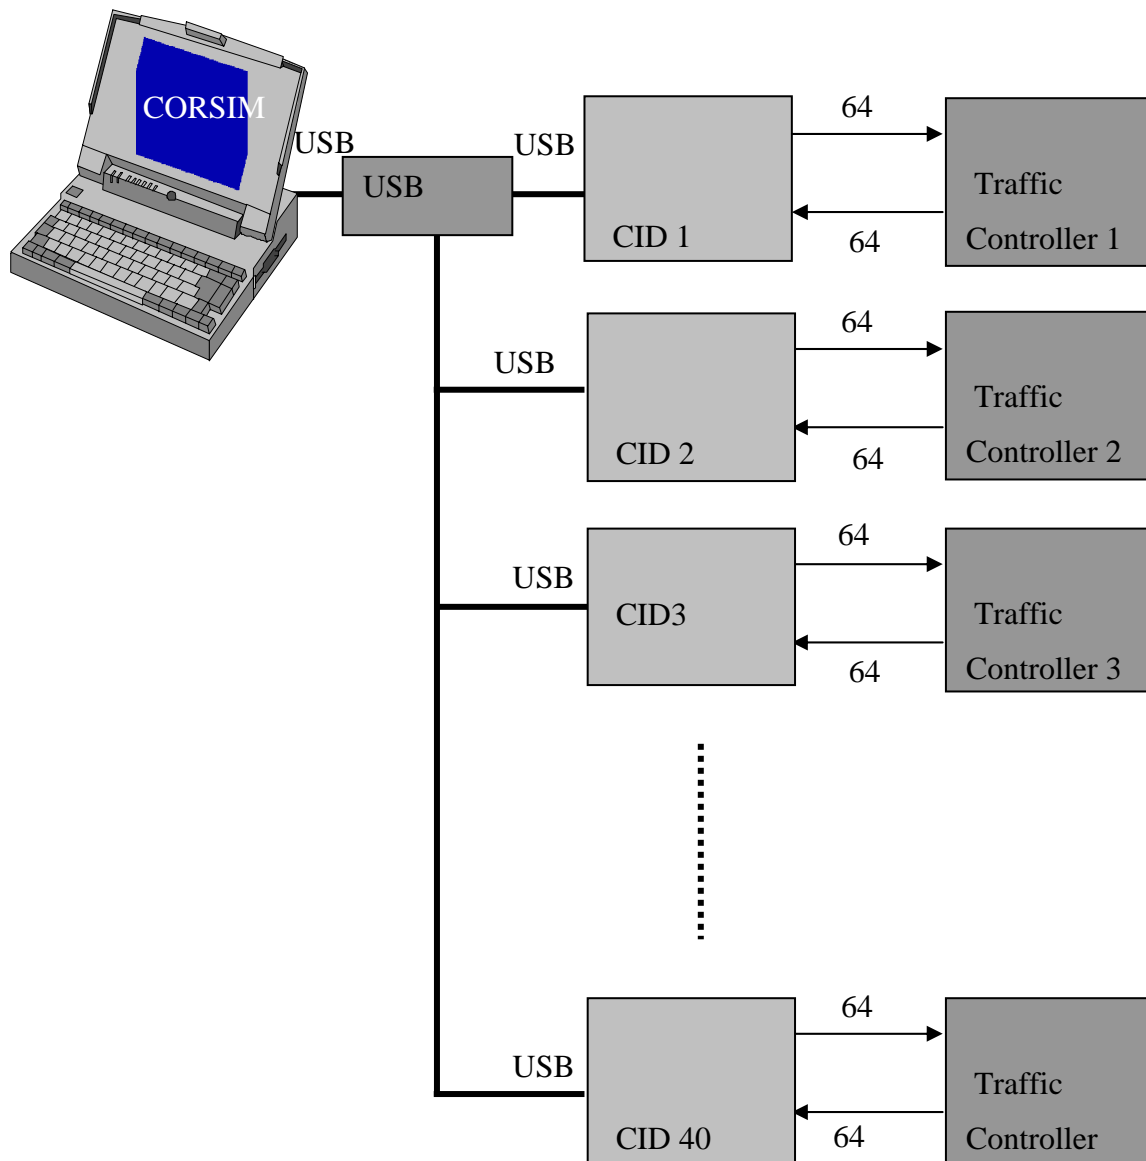 CORSIM
USB
USB
USB
CID 1
64
64
Traffic
Controller 1
USB
CID 2
64
64
Traffic
Controller 2
USB
CID3
64
64
Traffic
Controller 3
USB
CID 40
64
64
Traffic
Controller